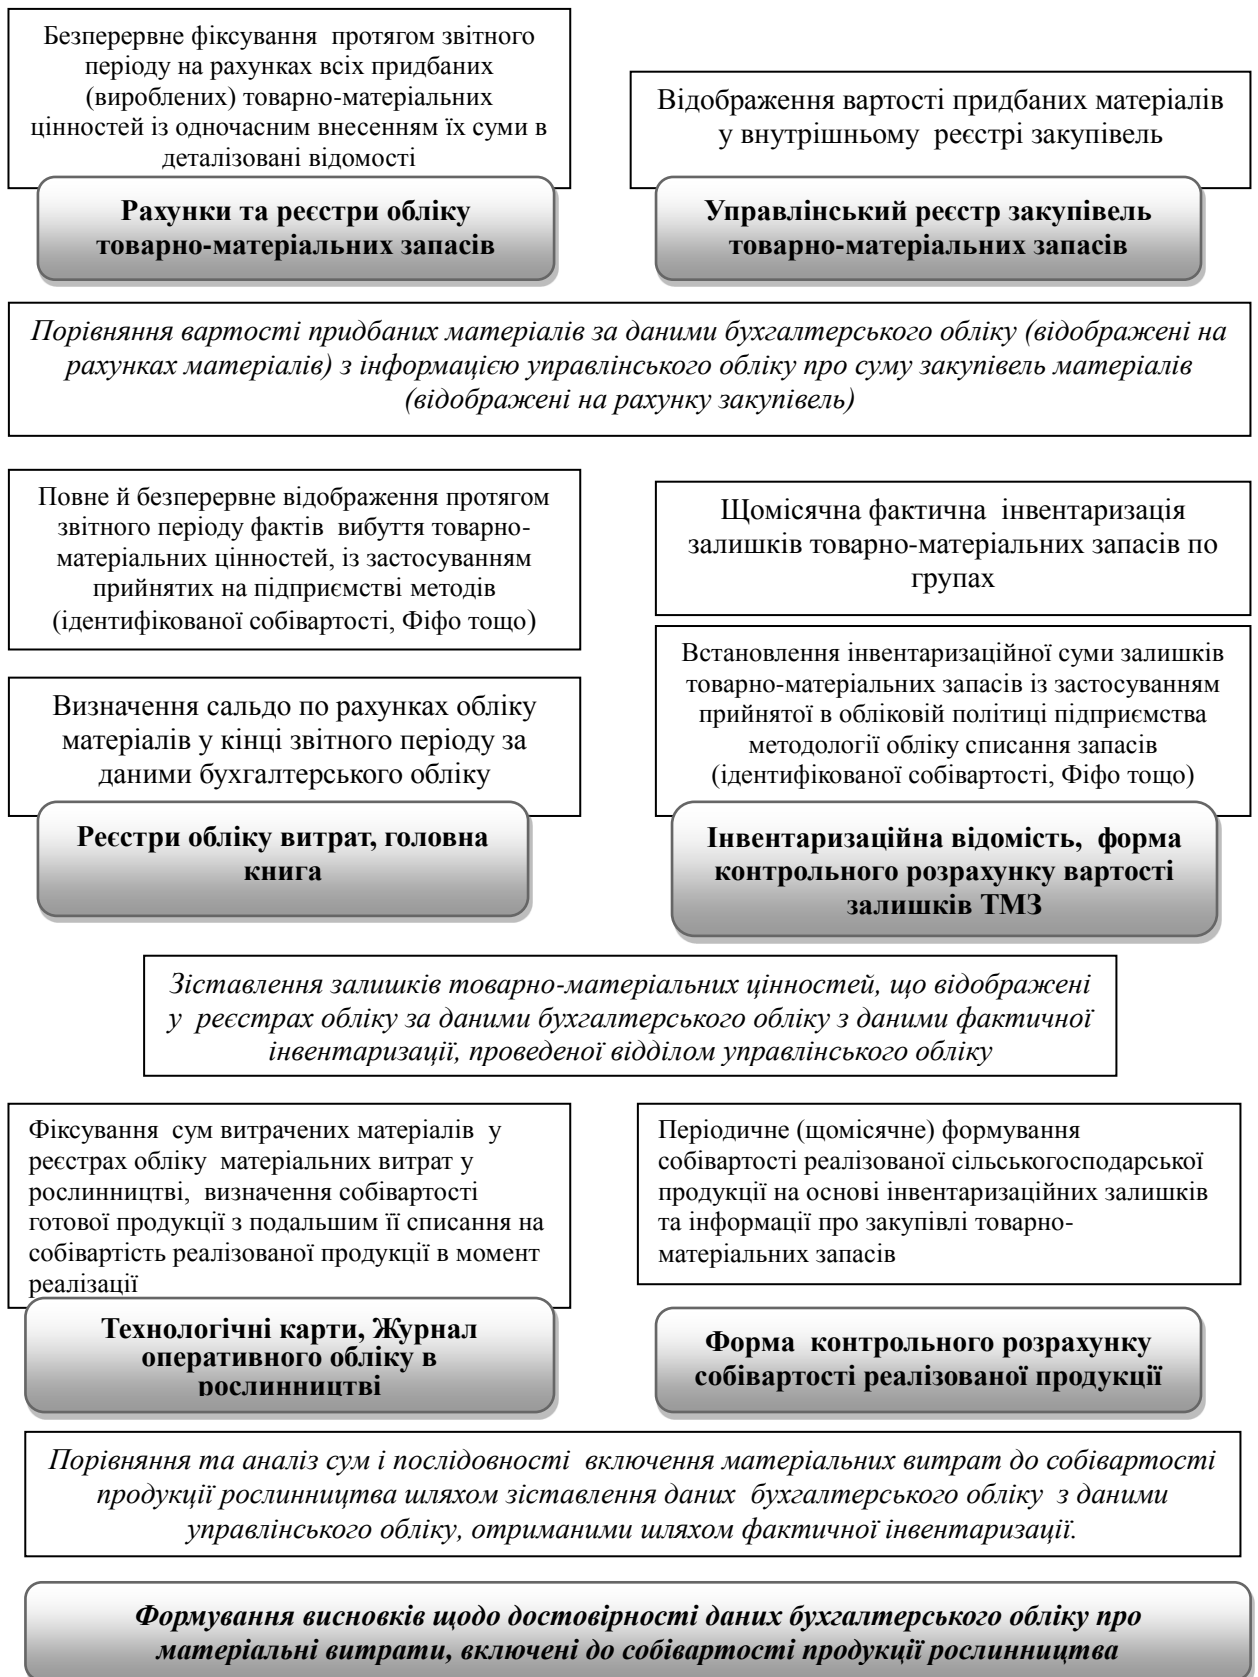 Безперервне фіксування протягом звітного
періоду на рахунках всіх придбаних
(вироблених) товарно-матеріальних
цінностей із одночасним внесенням їх суми в
деталізовані відомості
Рахунки та реєстри обліку
товарно-матеріальних запасів
Відображення вартості придбаних матеріалів
у внутрішньому реєстрі закупівель
Управлінський реєстр закупівель
товарно-матеріальних запасів
Порівняння вартості придбаних матеріалів за даними бухгалтерського обліку (відображені на
рахунках матеріалів) з інформацією управлінського обліку про суму закупівель матеріалів
(відображені на рахунку закупівель)
Повне й безперервне відображення протягом
звітного періоду фактів вибуття товарно-
матеріальних цінностей, із застосуванням
прийнятих на підприємстві методів
(ідентифікованої собівартості, Фіфо тощо)
Визначення сальдо по рахунках обліку
матеріалів у кінці звітного періоду за
даними бухгалтерського обліку
Реєстри обліку витрат, головна
книга
Щомісячна фактична інвентаризація
залишків товарно-матеріальних запасів по
групах
Встановлення інвентаризаційної суми залишків
товарно-матеріальних запасів із застосуванням
прийнятої в обліковій політиці підприємства
методології обліку списання запасів
(ідентифікованої собівартості, Фіфо тощо)
Інвентаризаційна відомість, форма
контрольного розрахунку вартості
залишків ТМЗ
Зіставлення залишків товарно-матеріальних цінностей, що відображені
у реєстрах обліку за даними бухгалтерського обліку з даними фактичної
інвентаризації, проведеної відділом управлінського обліку
Фіксування сум витрачених матеріалів у
реєстрах обліку матеріальних витрат у
рослинництві, визначення собівартості
готової продукції з подальшим її списання на
собівартість реалізованої продукції в момент
реалізації
Технологічні карти, Журнал
оперативного обліку в
рослинництві
Періодичне (щомісячне) формування
собівартості реалізованої сільськогосподарської
продукції на основі інвентаризаційних залишків
та інформації про закупівлі товарно-
матеріальних запасів
Форма контрольного розрахунку
собівартості реалізованої продукції
Порівняння та аналіз сум і послідовності включення матеріальних витрат до собівартості
продукції рослинництва шляхом зіставлення даних бухгалтерського обліку з даними
управлінського обліку, отриманими шляхом фактичної інвентаризації.
Формування висновків щодо достовірності даних бухгалтерського обліку про
матеріальні витрати, включені до собівартості продукції рослинництва